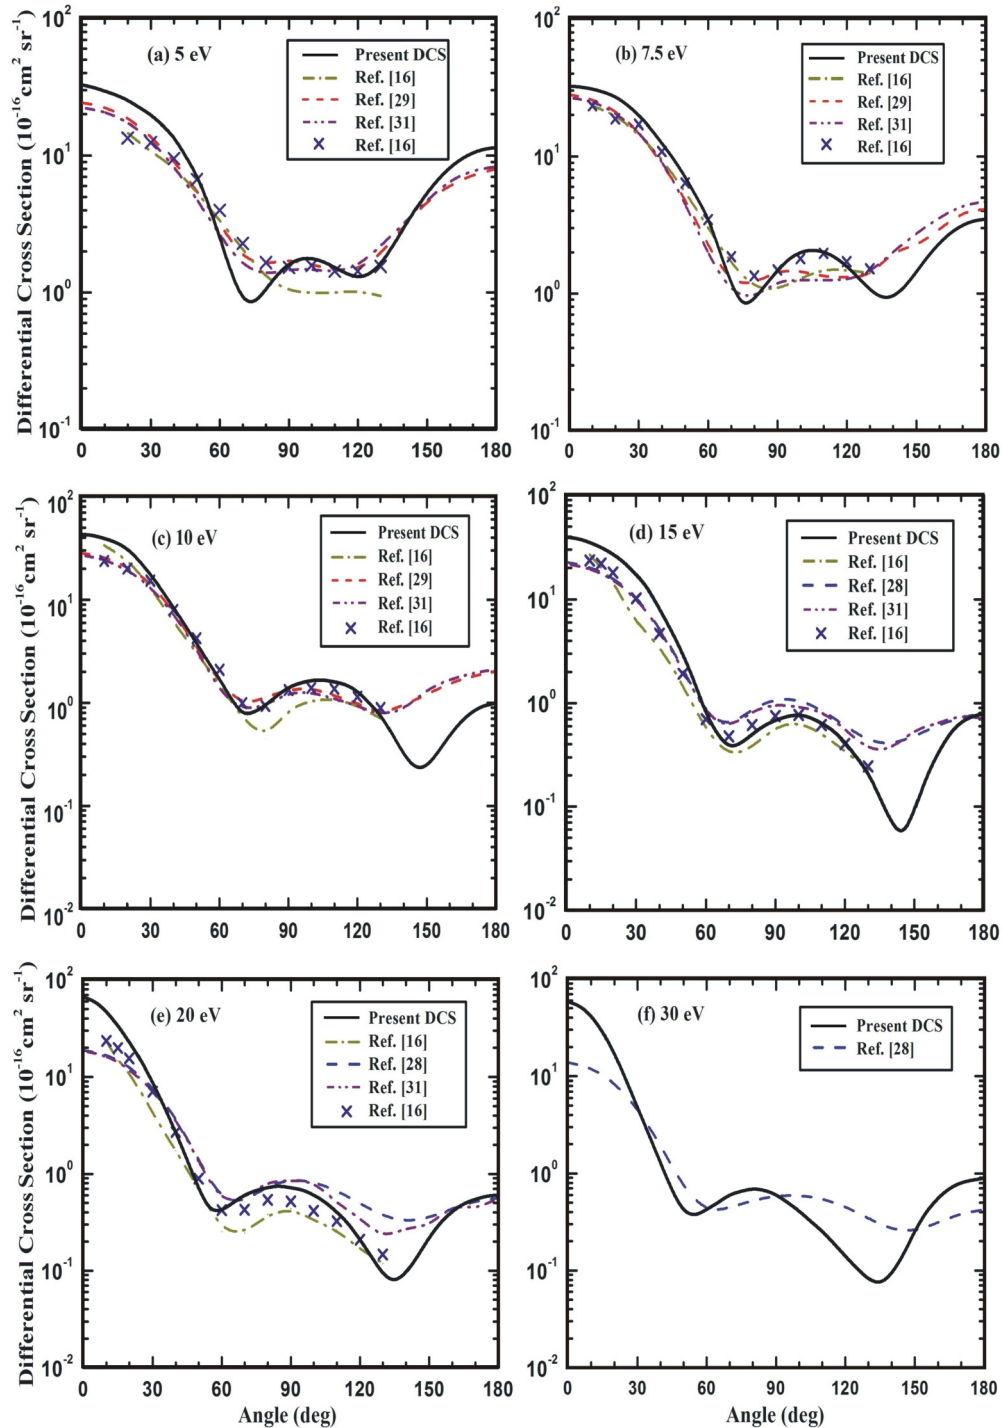 Differential Cross Section (10⁻¹⁶ cm² sr⁻¹)
10²
10¹
10⁰
10⁻¹
(a) 5 eV
Present DCS
Ref. [16]
Ref. [29]
Ref. [31]
Ref. [16]
0 30 60 90 120 150 180
10²
10¹
10⁰
10⁻¹
(b) 7.5 eV
Present DCS
Ref. [16]
Ref. [29]
Ref. [31]
Ref. [16]
0 30 60 90 120 150 180
Differential Cross Section (10⁻¹⁶ cm² sr⁻¹)
10²
10¹
10⁰
10⁻¹
10⁻²
(c) 10 eV
Present DCS
Ref. [16]
Ref. [29]
Ref. [31]
Ref. [16]
0 30 60 90 120 150 180
10²
10¹
10⁰
10⁻¹
10⁻²
(d) 15 eV
Present DCS
Ref. [16]
Ref. [28]
Ref. [31]
Ref. [16]
0 30 60 90 120 150 180
Differential Cross Section (10⁻¹⁶ cm² sr⁻¹)
10²
10¹
10⁰
10⁻¹
10⁻²
(e) 20 eV
Present DCS
Ref. [16]
Ref. [28]
Ref. [31]
Ref. [16]
0 30 60 90 120 150 180
Angle (deg)
10²
10¹
10⁰
10⁻¹
10⁻²
(f) 30 eV
Present DCS
Ref. [28]
0 30 60 90 120 150 180
Angle (deg)